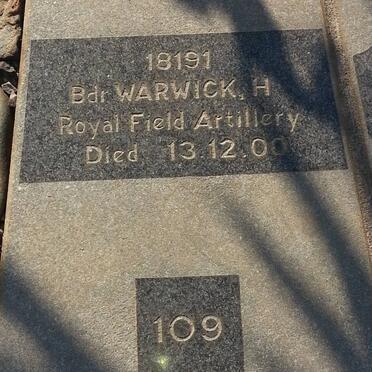 18191
Bdr WARWICK, H
Royal Field Artillery
Died 13.12.00
109